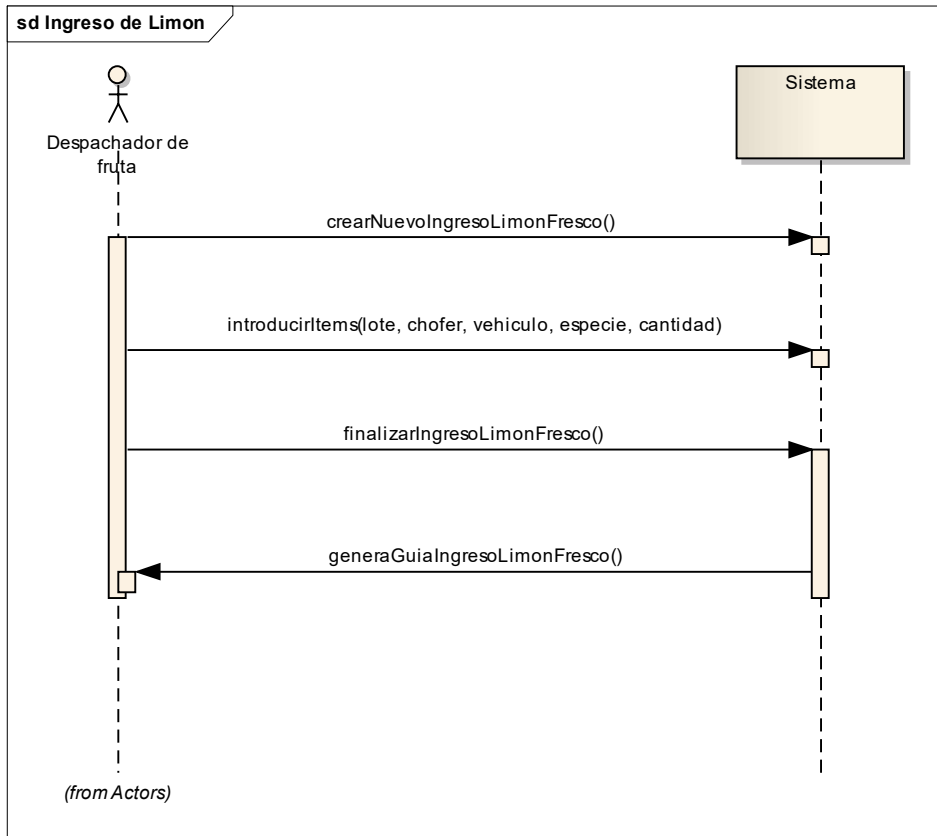 sd Ingreso de Limon
Despachador de
fruta
Sistema
crearNuevoIngresoLimonFresco()
introducirItems(lote, chofer, vehiculo, especie, cantidad)
finalizarIngresoLimonFresco()
generaGuiaIngresoLimonFresco()
(from Actors)